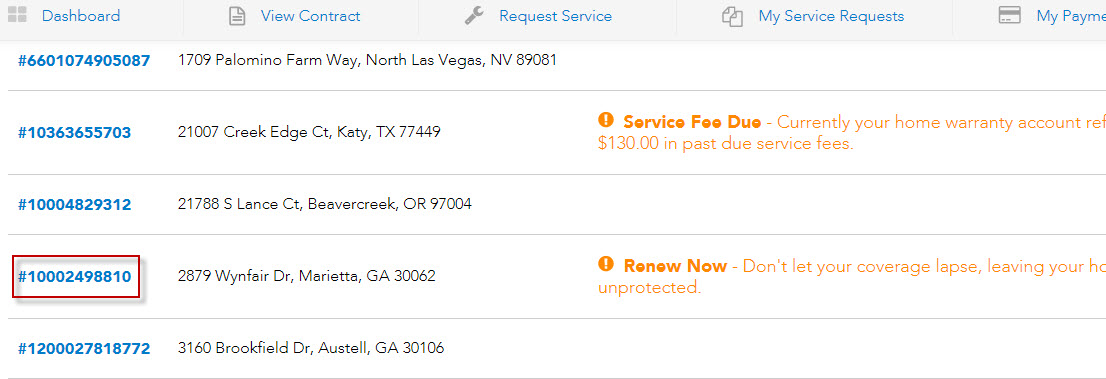 Dashboard View Contract Request Service My Service Requests My Payme
#6601074905087 1709 Palomino Farm Way, North Las Vegas, NV 89081
#10363655703 21007 Creek Edge Ct, Katy, TX 77449
Service Fee Due - Currently your home warranty account ref
$130.00 in past due service fees.
#10004829312 21788 S Lance Ct, Beavercreek, OR 97004
#10002498810 2879 Wynfair Dr, Marietta, GA 30062
Renew Now - Don't let your coverage lapse, leaving your ho
unprotected.
#1200027818772 3160 Brookfield Dr, Austell, GA 30106